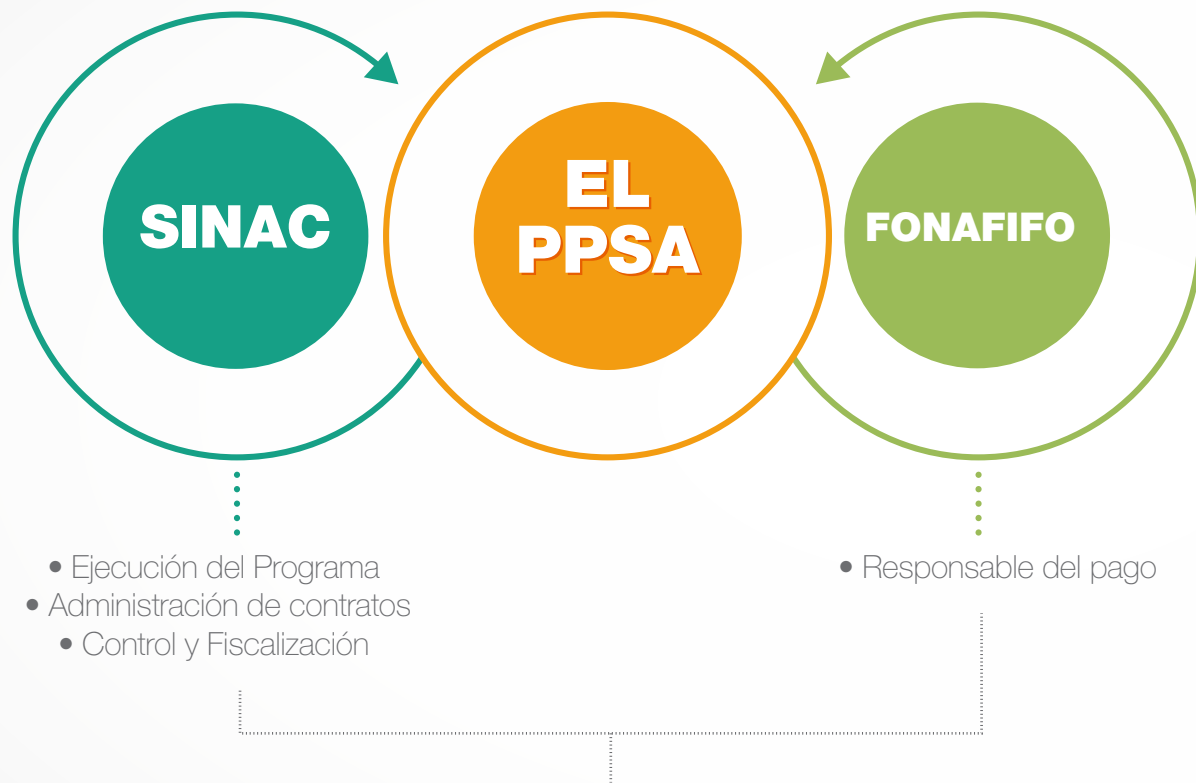 SINAC
EL
PPSA
FONAFIFO
• Ejecución del Programa
• Administración de contratos
• Control y Fiscalización
• Responsable del pago